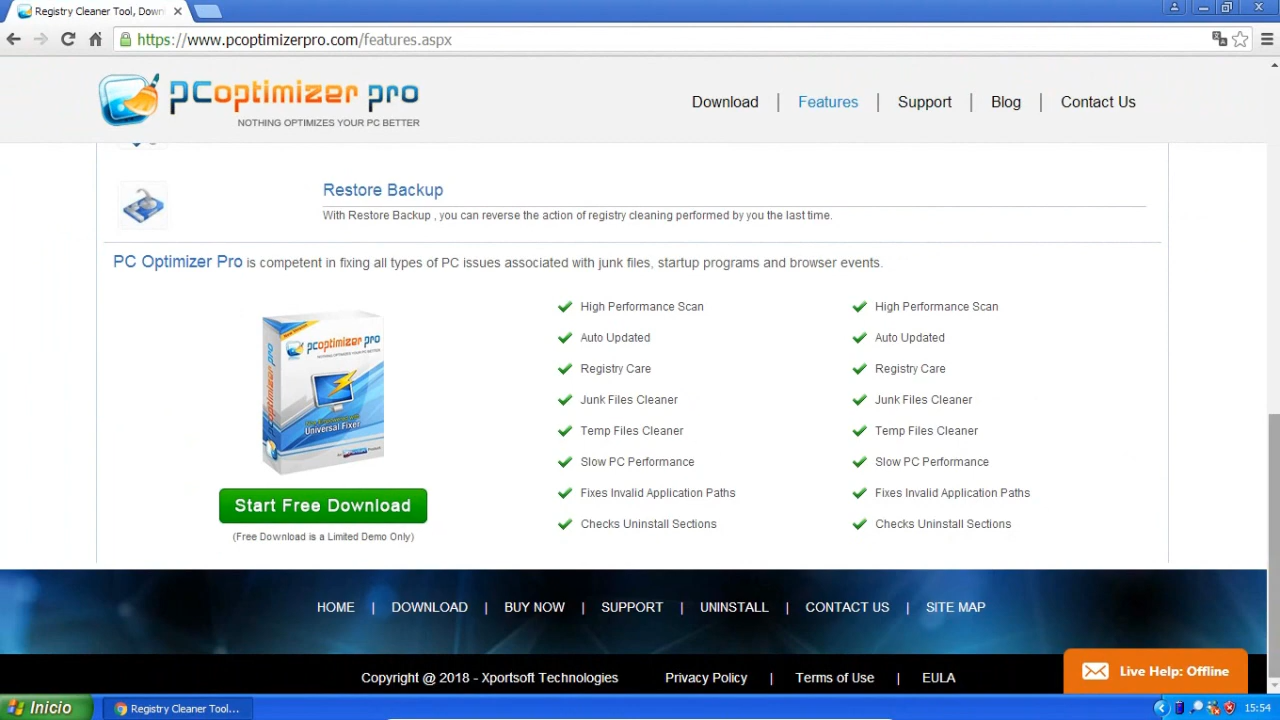 Registry Cleaner Tool, Down
https://www.pcoptimizerpro.com/features.aspx
PCoptimizer pro
NOTHING OPTIMIZES YOUR PC BETTER
Download | Features | Support | Blog | Contact Us
Restore Backup
With Restore Backup , you can reverse the action of registry cleaning performed by you the last time.
PC Optimizer Pro is competent in fixing all types of PC issues associated with junk files, startup programs and browser events.
High Performance Scan
Auto Updated
Registry Care
Junk Files Cleaner
Temp Files Cleaner
Slow PC Performance
Fixes Invalid Application Paths
Checks Uninstall Sections
High Performance Scan
Auto Updated
Registry Care
Junk Files Cleaner
Temp Files Cleaner
Slow PC Performance
Fixes Invalid Application Paths
Checks Uninstall Sections
pcoptimizer pro
pcoptimizer pro
Universal Fixer
Start Free Download
(Free Download is a Limited Demo Only)
HOME | DOWNLOAD | BUY NOW | SUPPORT | UNINSTALL | CONTACT US | SITE MAP
Copyright @ 2018 - Xportsoft Technologies | Privacy Policy | Terms of Use | EULA
Live Help: Offline
Inicio
Registry Cleaner Tool...
15:54